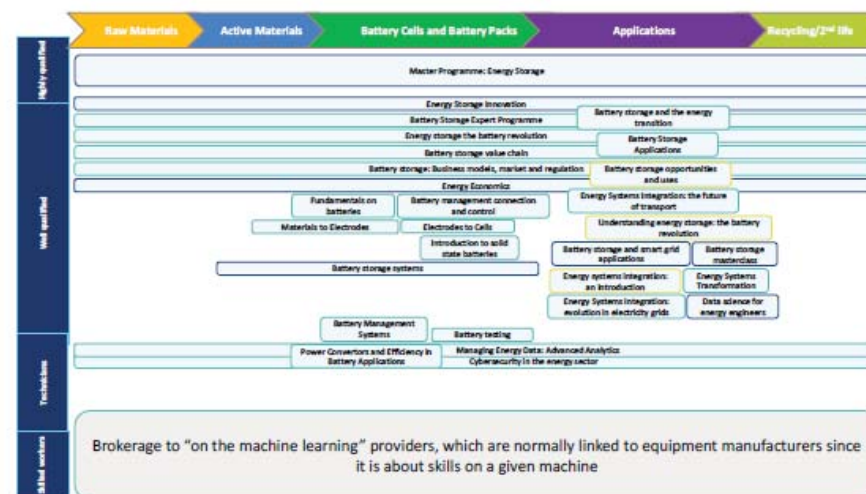 Raw Materials
Active Materials
Battery Cells and Battery Packs
Applications
Recycling/2nd life
Highly qualified
Master Programme: Energy Storage
Well qualified
Energy Storage Innovation
Battery Storage Expert Programme
Battery storage and the energy
transition
Energy storage the battery revolution
Battery Storage
Applications
Battery storage value chain
Battery storage: Business models, market and regulation
Battery storage opportunities
and uses
Energy Economics
Fundamentals on
batteries
Battery management connection
and control
Energy Systems Integration: the future
of transport
Materials to Electrodes
Electrodes to Cells
Understanding energy storage: the battery
revolution
Introduction to solid
state batteries
Battery storage and smart grid
applications
Battery storage
masterclass
Battery storage systems
Energy systems integration:
an introduction
Energy Systems
Transformation
Energy Systems Integration:
evolution in electricity grids
Data science for
energy engineers
Battery Management
Systems
Battery testing
Technicians
Power Convertors and Efficiency in
Battery Applications
Managing Energy Data: Advanced Analytics
Cybersecurity in the energy sector
Skilled workers
Brokerage to “on the machine learning” providers, which are normally linked to equipment manufacturers since
it is about skills on a given machine